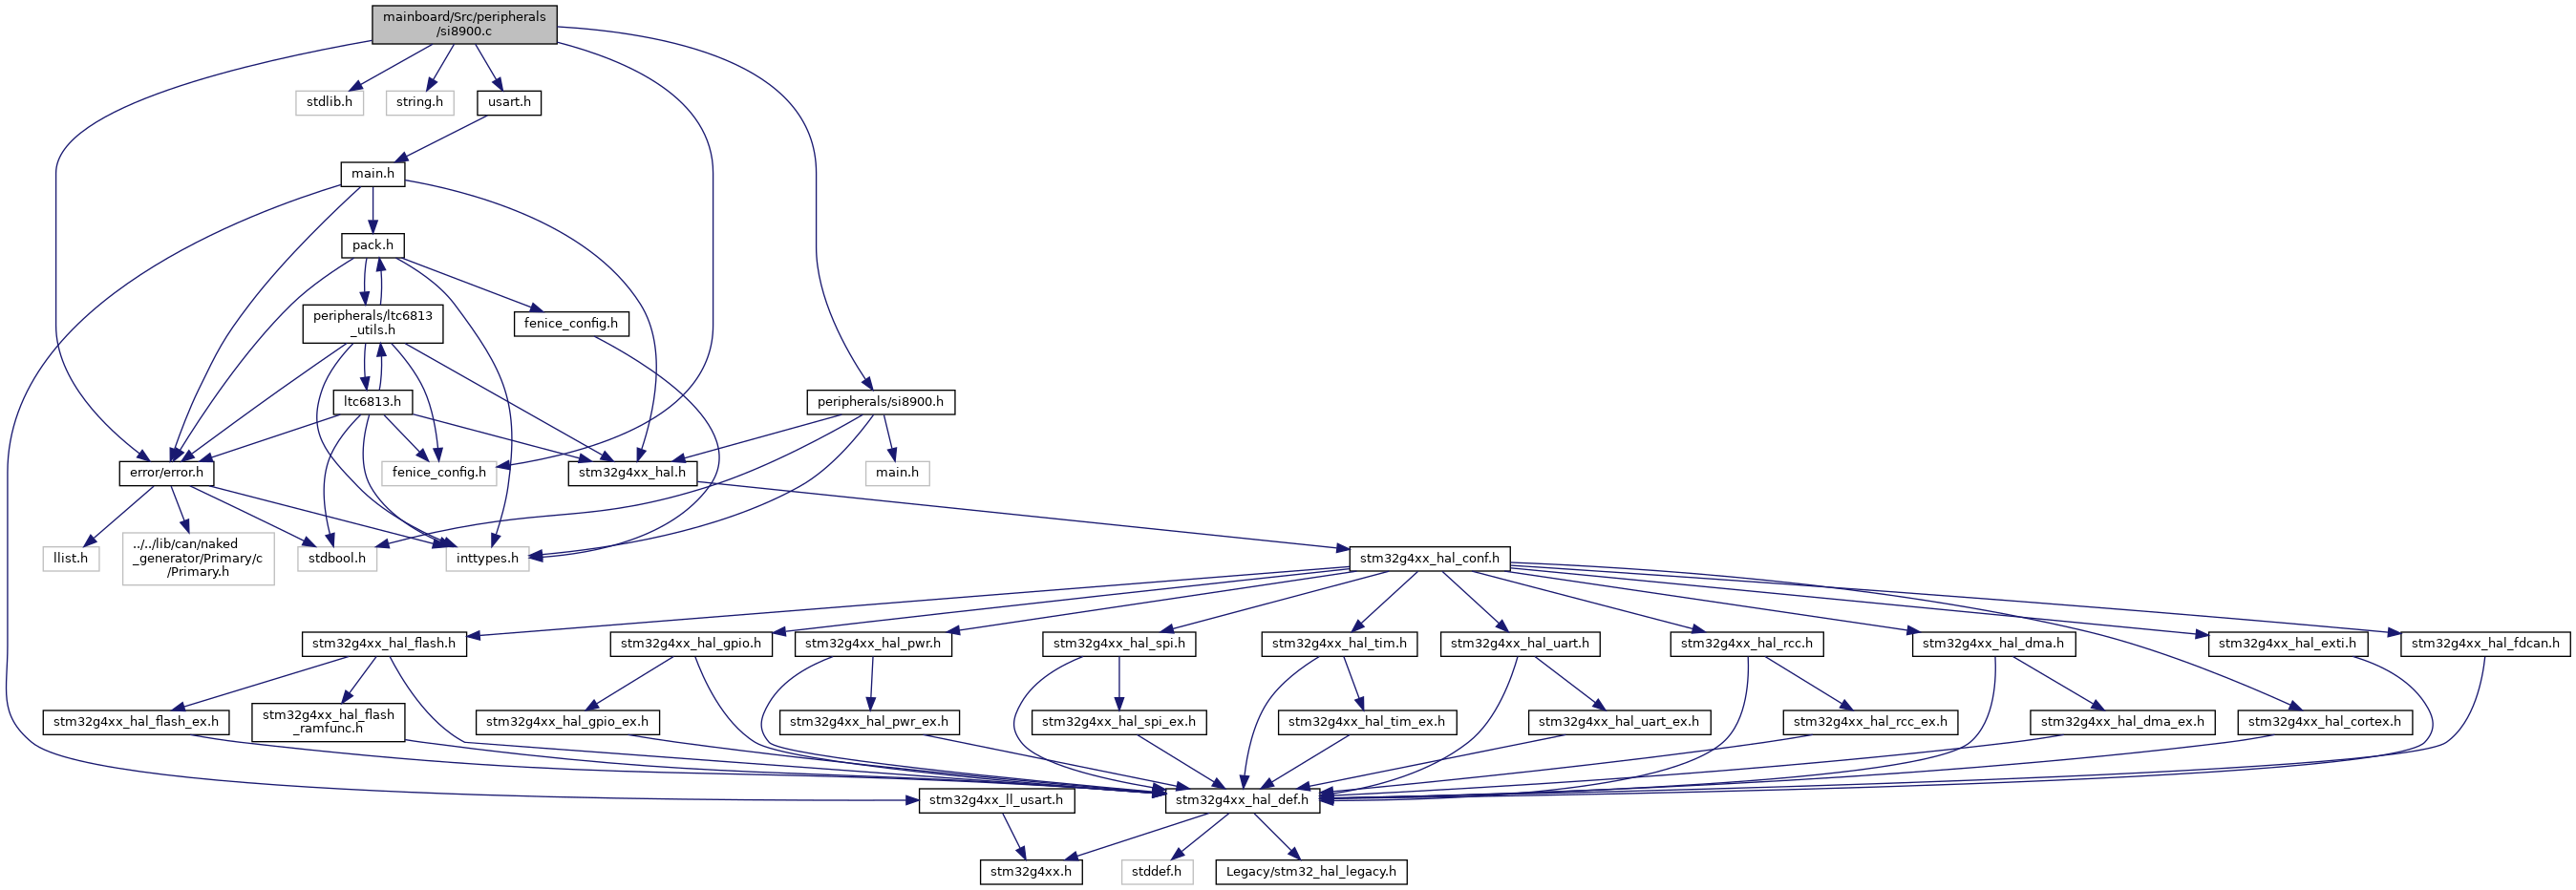 mainboard/Src/peripherals
/si8900.c
stdlib.h
string.h
usart.h
main.h
pack.h
peripherals/ltc6813
_utils.h
fenice_config.h
ltc6813.h
peripherals/si8900.h
error/error.h
fenice_config.h
stm32g4xx_hal.h
main.h
llist.h
../../lib/can/naked
_generator/Primary/c
/Primary.h
stdbool.h
inttypes.h
stm32g4xx_hal_conf.h
stm32g4xx_hal_flash.h
stm32g4xx_hal_gpio.h
stm32g4xx_hal_pwr.h
stm32g4xx_hal_spi.h
stm32g4xx_hal_tim.h
stm32g4xx_hal_uart.h
stm32g4xx_hal_rcc.h
stm32g4xx_hal_dma.h
stm32g4xx_hal_exti.h
stm32g4xx_hal_fdcan.h
stm32g4xx_hal_flash_ex.h
stm32g4xx_hal_flash
_ramfunc.h
stm32g4xx_hal_gpio_ex.h
stm32g4xx_hal_pwr_ex.h
stm32g4xx_hal_spi_ex.h
stm32g4xx_hal_tim_ex.h
stm32g4xx_hal_uart_ex.h
stm32g4xx_hal_rcc_ex.h
stm32g4xx_hal_dma_ex.h
stm32g4xx_hal_cortex.h
stm32g4xx_ll_usart.h
stm32g4xx_hal_def.h
stm32g4xx.h
stddef.h
Legacy/stm32_hal_legacy.h